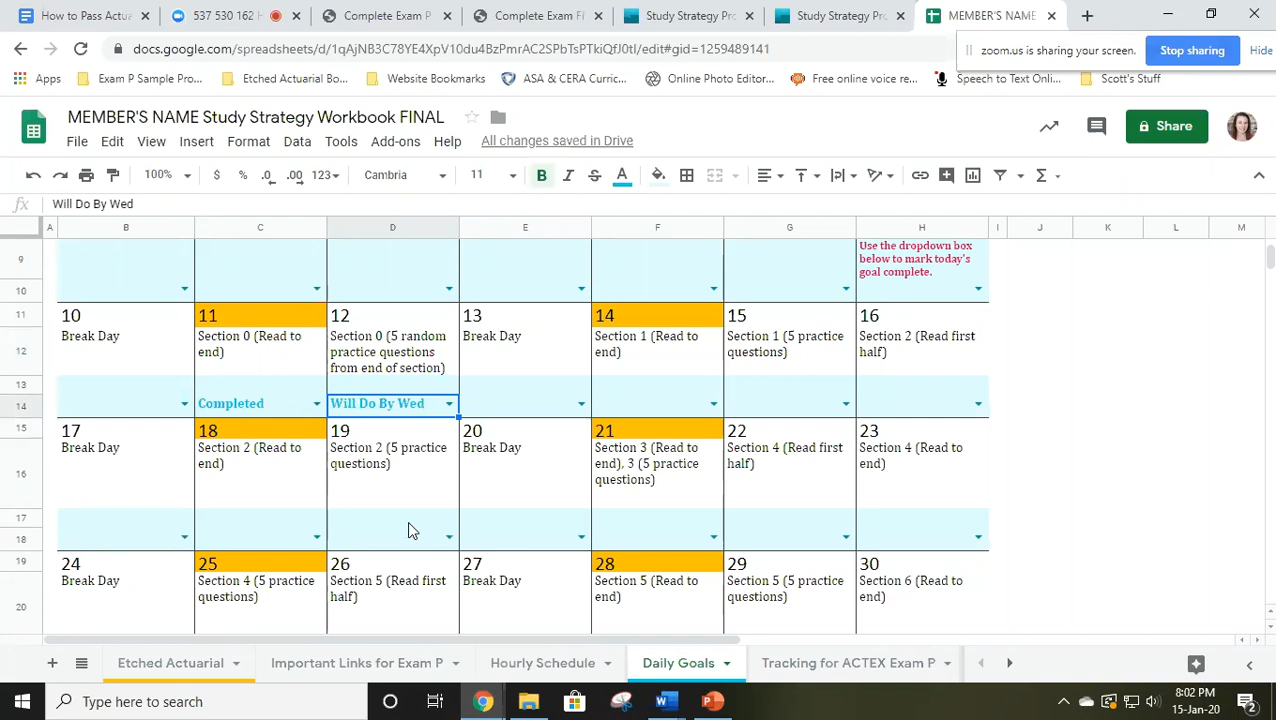 How to Pass Actua
537 530 162 H
Complete Exam P
Complete Exam FI
Study Strategy Pr
Study Strategy Pro
MEMBER'S NAME
docs.google.com/spreadsheets/d/1qAjNB3C78YE4XpV10du4BzPmrAC2SPbTsPTkiQfJ0tI/edit#gid=1259489141
zoom.us is sharing your screen.
Stop sharing
Hide
Apps
Exam P Sample Pro...
Etched Actuarial Bo...
Website Bookmarks
ASA & CERA Curric...
Online Photo Editor...
Free online voice re...
Speech to Text Onli...
Scott's Stuff
MEMBER'S NAME Study Strategy Workbook FINAL
File Edit View Insert Format Data Tools Add-ons Help All changes saved in Drive
Share
100% $ % .0 .00 123 Cambria 11 B I S A
fx Will Do By Wed
A B C D E F G H I J K L M
9
Use the dropdown box
below to mark today's
goal complete.
10
11 10 11 12 13 14 15 16
12
Break Day
Section 0 (Read to
end)
Section 0 (5 random
practice questions
from end of section)
Break Day
Section 1 (Read to
end)
Section 1 (5 practice
questions)
Section 2 (Read first
half)
13
14 Completed Will Do By Wed
15 17 18 19 20 21 22 23
16
Break Day
Section 2 (Read to
end)
Section 2 (5 practice
questions)
Break Day
Section 3 (Read to
end), 3 (5 practice
questions)
Section 4 (Read first
half)
Section 4 (Read to
end)
17
18
19 24 25 26 27 28 29 30
20
Break Day
Section 4 (5 practice
questions)
Section 5 (Read first
half)
Break Day
Section 5 (Read to
end)
Section 5 (5 practice
questions)
Section 6 (Read to
end)
Etched Actuarial
Important Links for Exam P
Hourly Schedule
Daily Goals
Tracking for ACTEX Exam P
Type here to search
8:02 PM
15-Jan-20
2